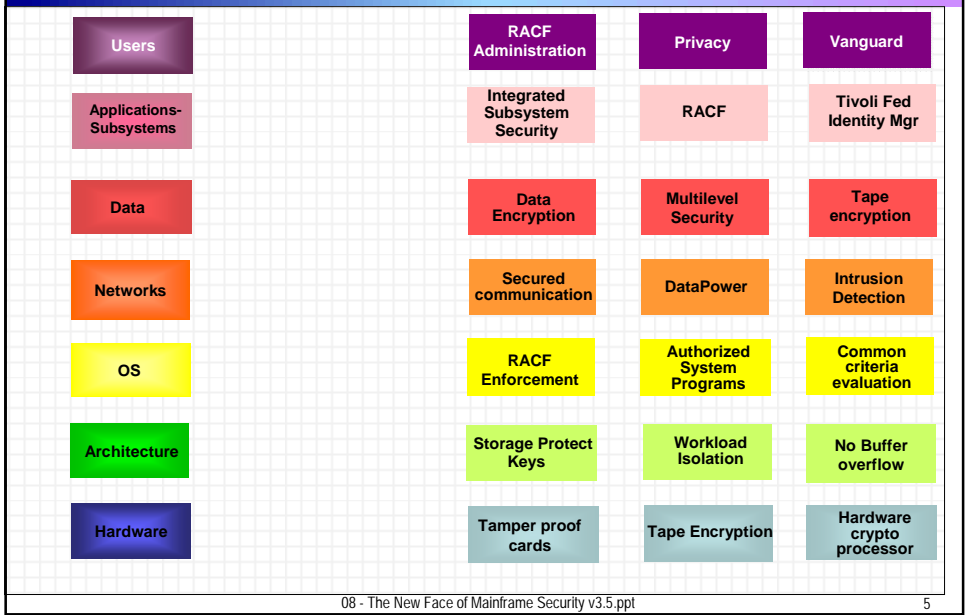 Users
RACF
Administration
Privacy
Vanguard
Applications-
Subsystems
Integrated
Subsystem
Security
RACF
Tivoli Fed
Identity Mgr
Data
Data
Encryption
Multilevel
Security
Tape
encryption
Networks
Secured
communication
DataPower
Intrusion
Detection
OS
RACF
Enforcement
Authorized
System
Programs
Common
criteria
evaluation
Architecture
Storage Protect
Keys
Workload
Isolation
No Buffer
overflow
Hardware
Tamper proof
cards
Tape Encryption
Hardware
crypto
processor
08 - The New Face of Mainframe Security v3.5.ppt
5